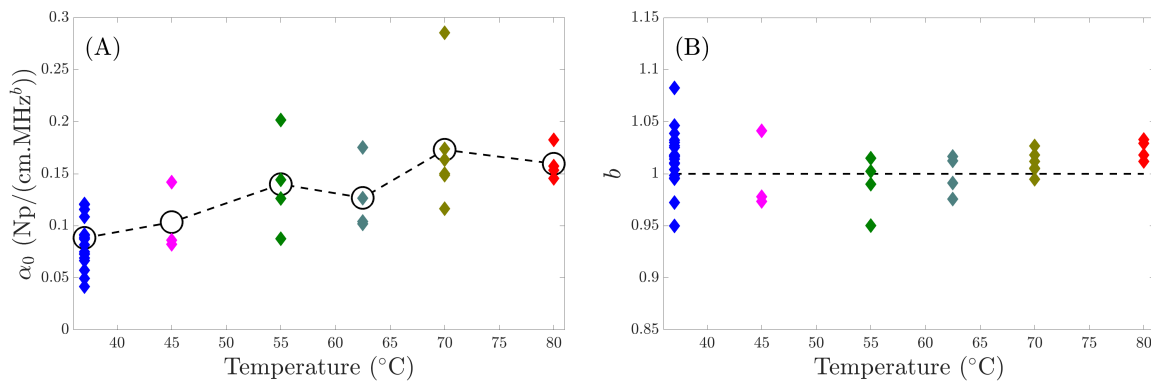 (A)
0.3
0.25
0.2
0.15
0.1
0.05
0
40 45 50 55 60 65 70 75 80
Temperature (°C)
α₀ (Np/(cm.MHzᵇ))
(B)
1.15
1.1
1.05
1
0.95
0.9
0.85
40 45 50 55 60 65 70 75 80
Temperature (°C)
b